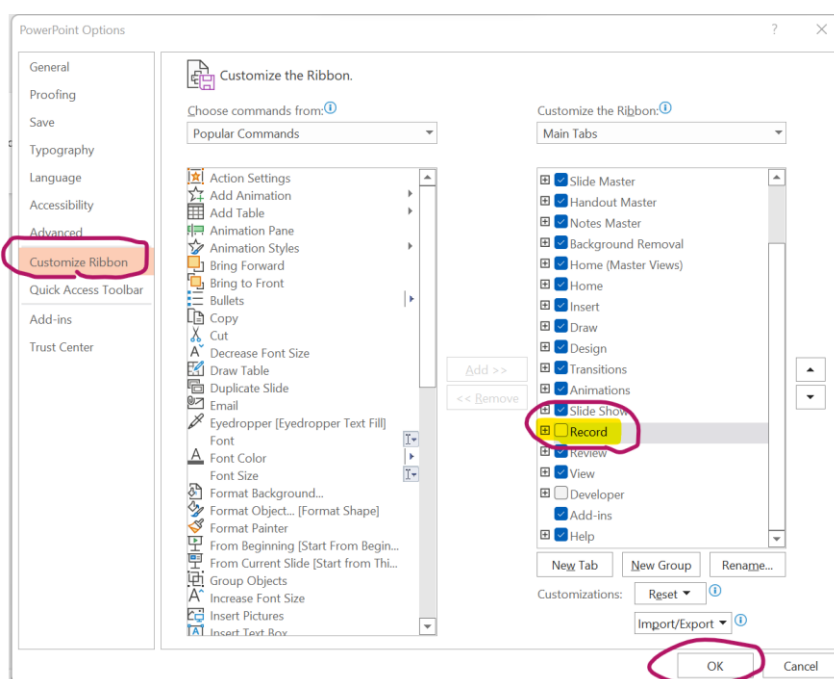 PowerPoint Options
General
Proofing
Save
Typography
Language
Accessibility
Advanced
Customize Ribbon
Quick Access Toolbar
Add-ins
Trust Center
Customize the Ribbon.
Choose commands from:
Popular Commands
Action Settings
Add Animation
Add Table
Animation Pane
Animation Styles
Bring Forward
Bring to Front
Bullets
Copy
Cut
Decrease Font Size
Draw Table
Duplicate Slide
Email
Eyedropper [Eyedropper Text Fill]
Font
Font Color
Font Size
Format Background...
Format Object... [Format Shape]
Format Painter
From Beginning [Start From Begin...
From Current Slide [Start from Thi...
Group Objects
Increase Font Size
Insert Pictures
Insert Text Box
Add >>
<< Remove
Customize the Ribbon:
Main Tabs
Slide Master
Handout Master
Notes Master
Background Removal
Home (Master Views)
Home
Insert
Draw
Design
Transitions
Animations
Slide Show
Record
Review
View
Developer
Add-ins
Help
New Tab
New Group
Rename...
Customizations:
Reset
Import/Export
OK
Cancel